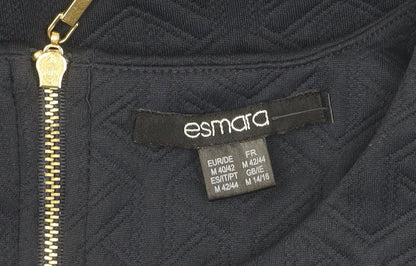 esmara
EUR/DE FR
M 40/42 M 42/44
ES/IT/PT GB/IE
M 42/44 M 14/16